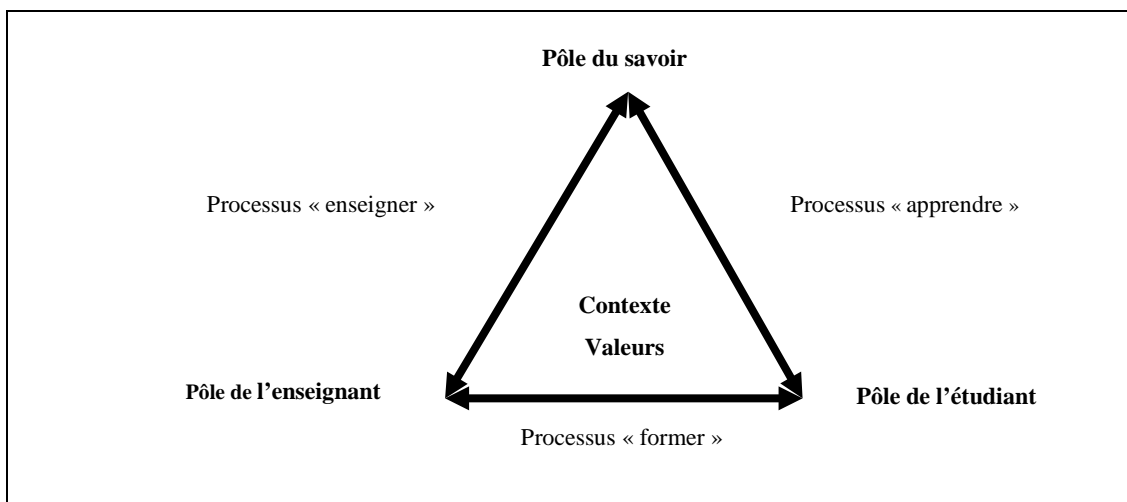 Pôle du savoir
Processus « enseigner »
Processus « apprendre »
Contexte
Valeurs
Pôle de l’enseignant
Pôle de l’étudiant
Processus « former »